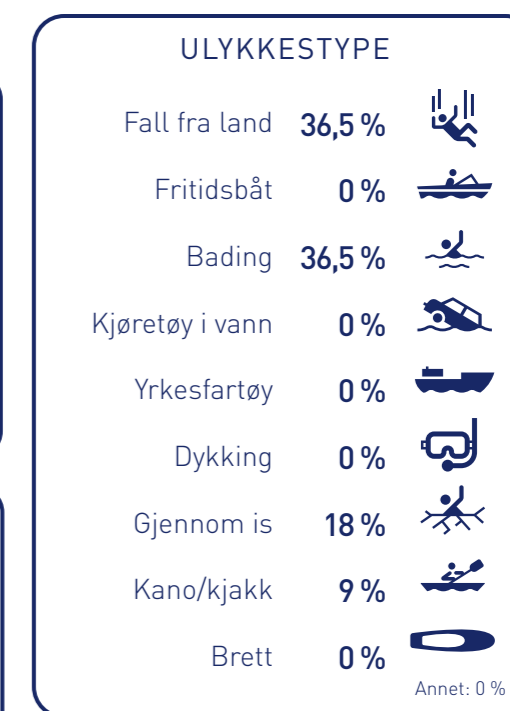 ULYKKESTYPE
Fall fra land 36,5 %
Fritidsbåt 0 %
Bading 36,5 %
Kjøretøy i vann 0 %
Yrkesfartøy 0 %
Dykking 0 %
Gjennom is 18 %
Kano/kjakk 9 %
Brett 0 %
Annet: 0 %